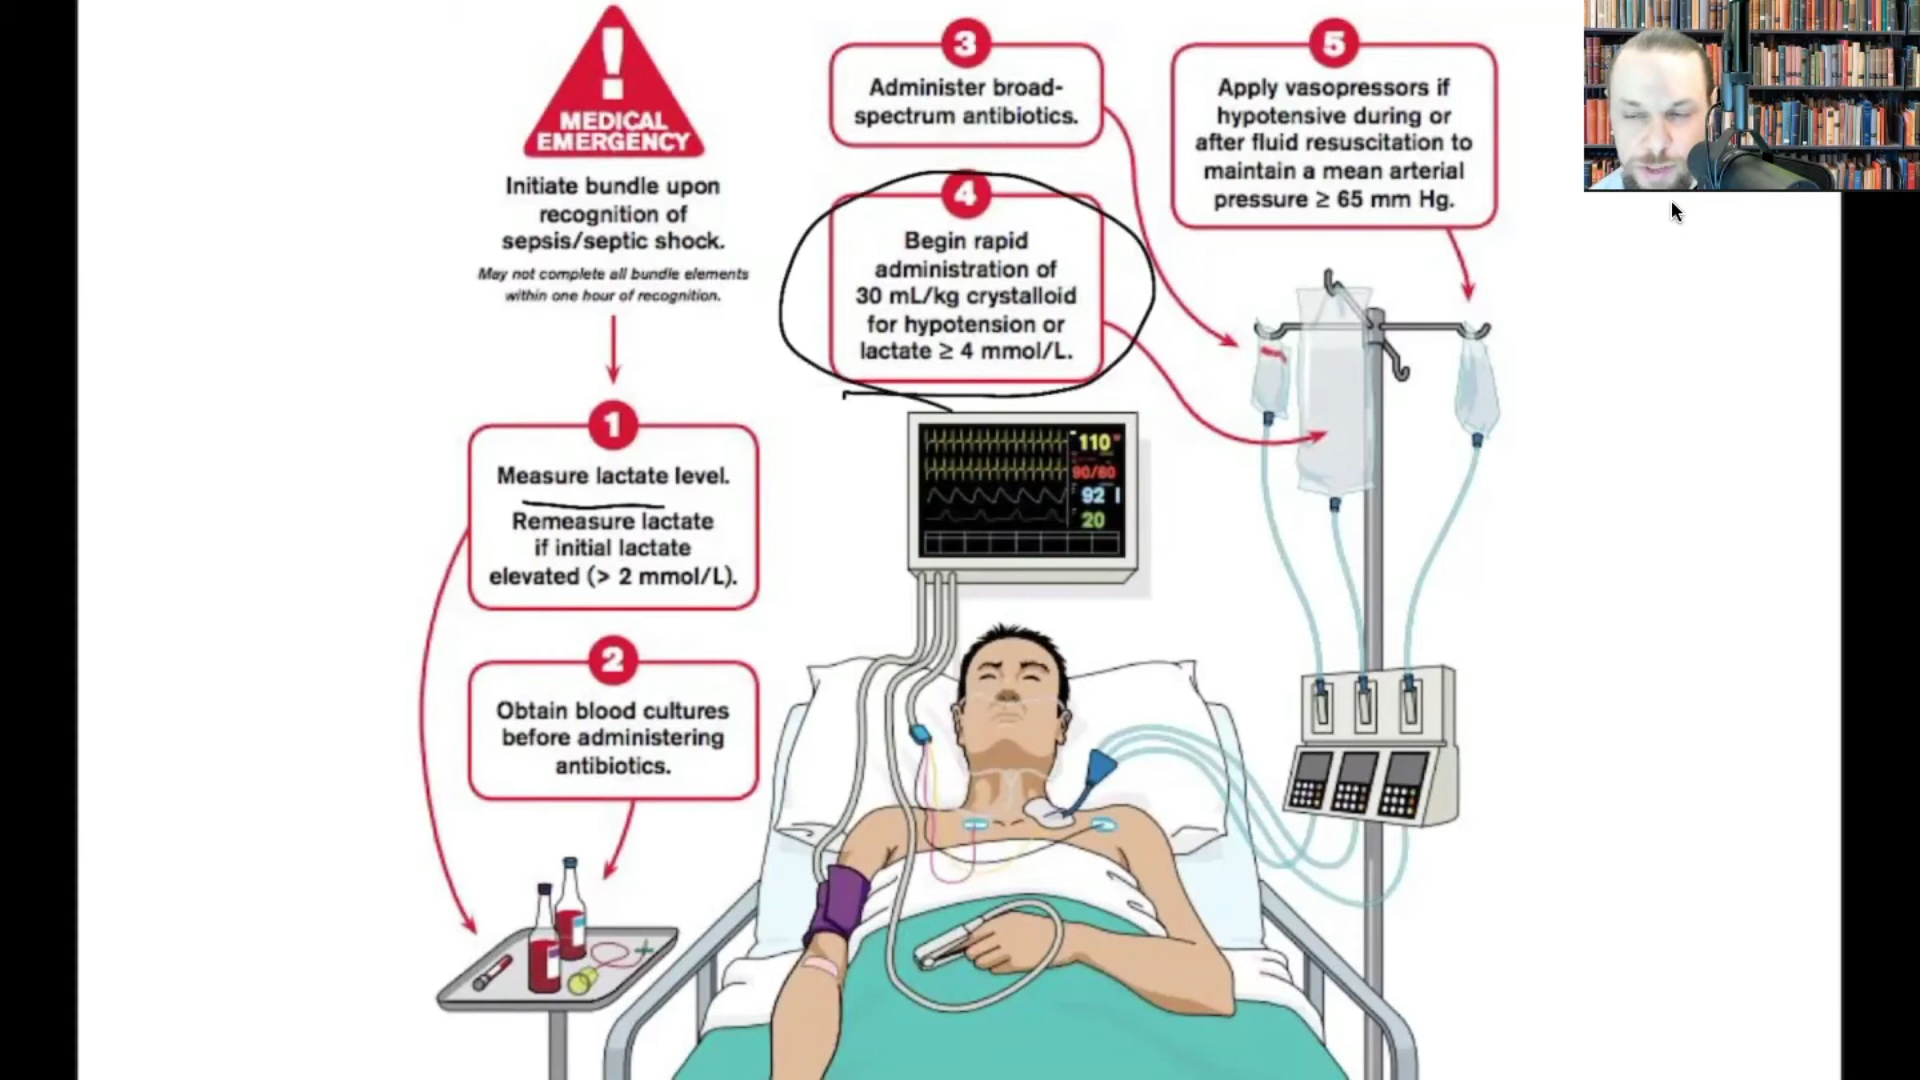 !
MEDICAL
EMERGENCY
Initiate bundle upon
recognition of
sepsis/septic shock.
May not complete all bundle elements
within one hour of recognition.
1
Measure lactate level.
Remeasure lactate
if initial lactate
elevated (> 2 mmol/L).
2
Obtain blood cultures
before administering
antibiotics.
3
Administer broad-
spectrum antibiotics.
4
Begin rapid
administration of
30 mL/kg crystalloid
for hypotension or
lactate ≥ 4 mmol/L.
5
Apply vasopressors if
hypotensive during or
after fluid resuscitation to
maintain a mean arterial
pressure ≥ 65 mm Hg.
110
90/60
92
20